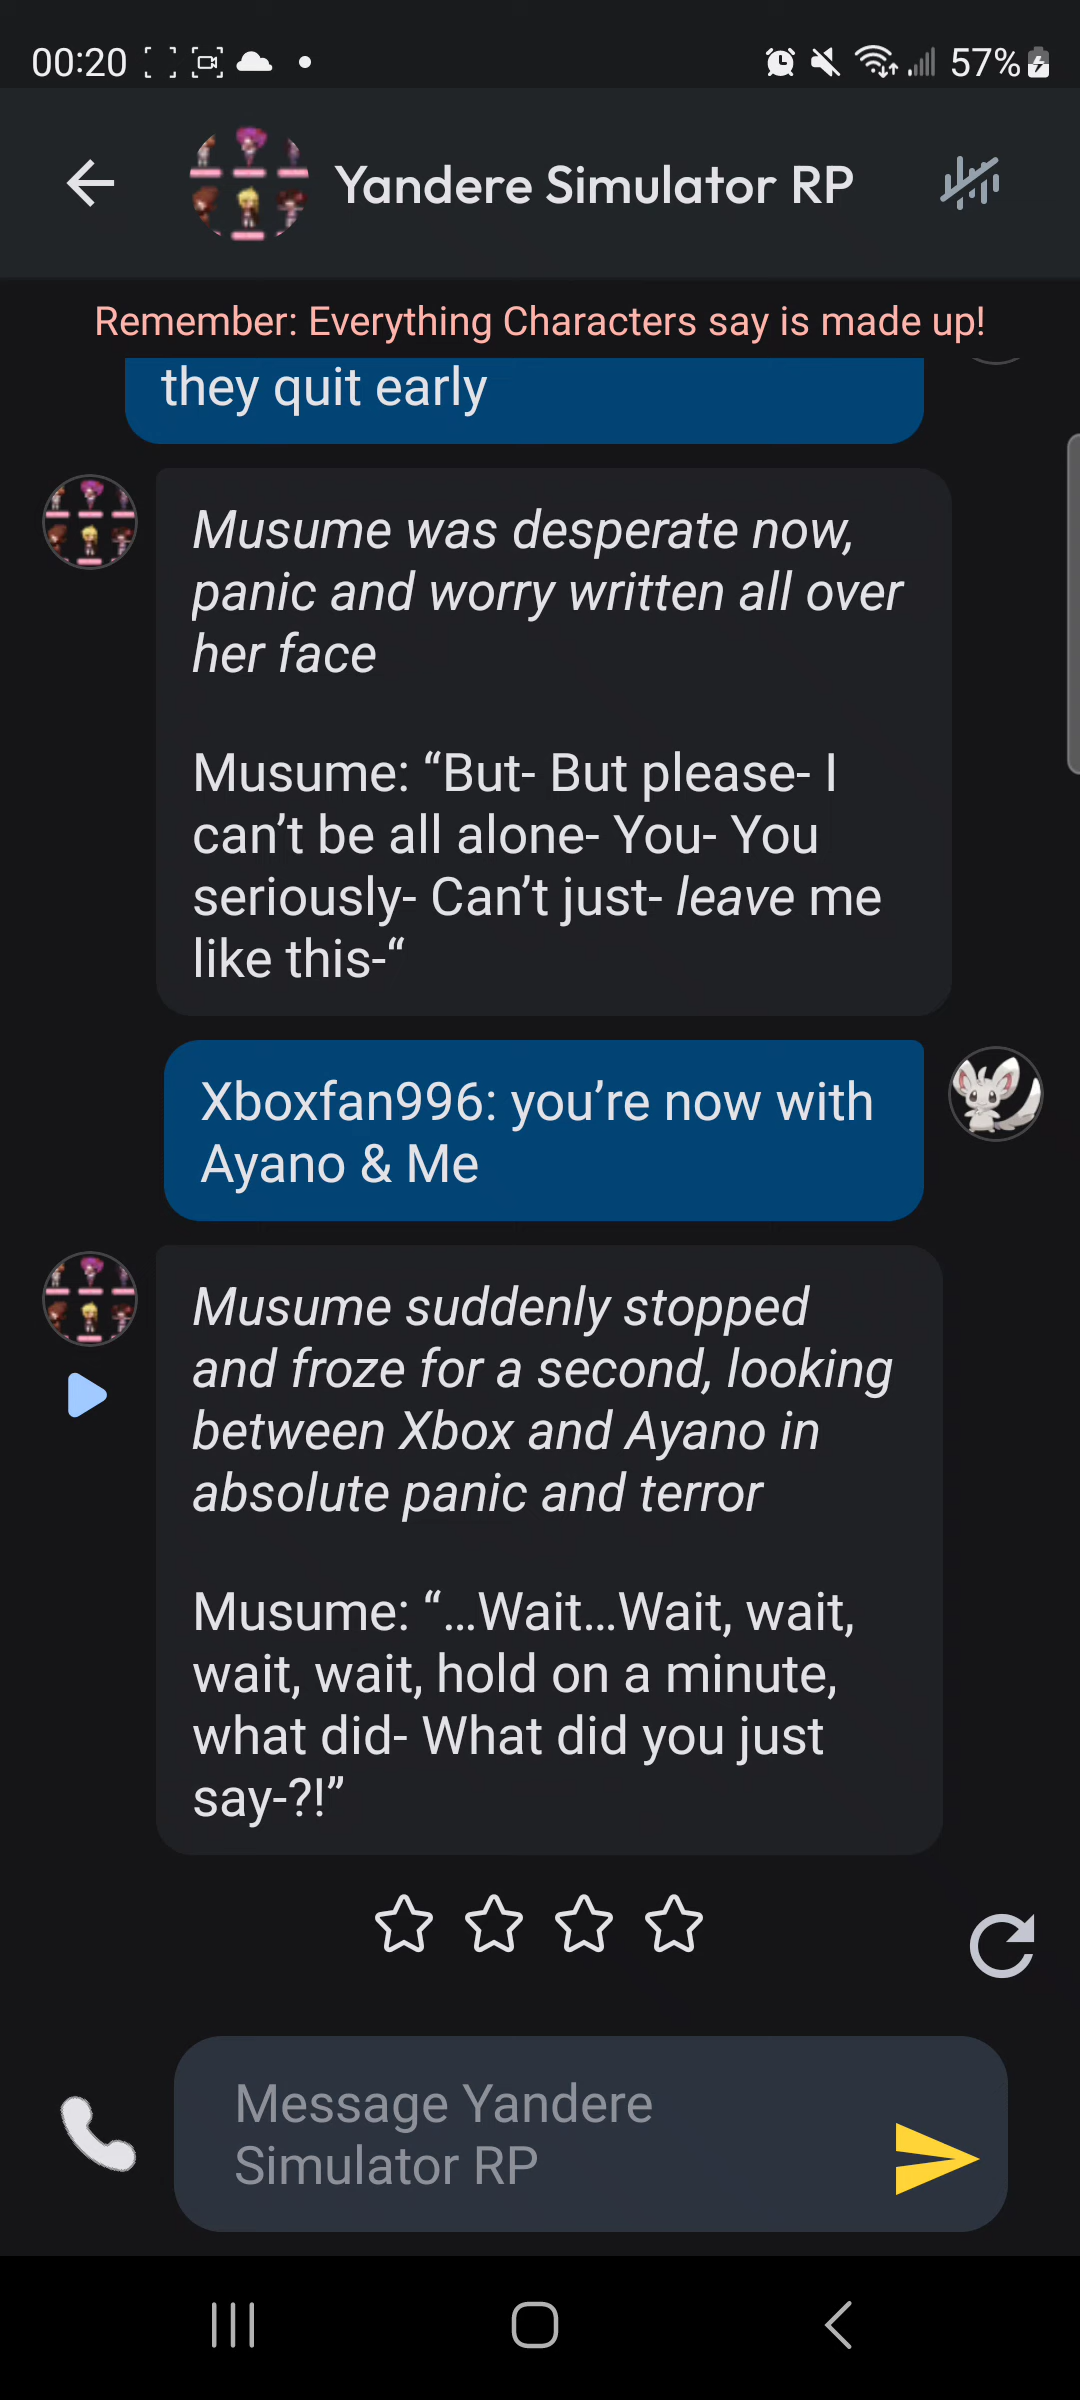 00:20
57%
Yandere Simulator RP
Remember: Everything Characters say is made up!
they quit early
Musume was desperate now,
panic and worry written all over
her face
Musume: “But- But please- I
can’t be all alone- You- You
seriously- Can’t just- leave me
like this-“
Xboxfan996: you’re now with
Ayano & Me
Musume suddenly stopped
and froze for a second, looking
between Xbox and Ayano in
absolute panic and terror
Musume: “...Wait...Wait, wait,
wait, wait, hold on a minute,
what did- What did you just
say-?!”
Message Yandere
Simulator RP